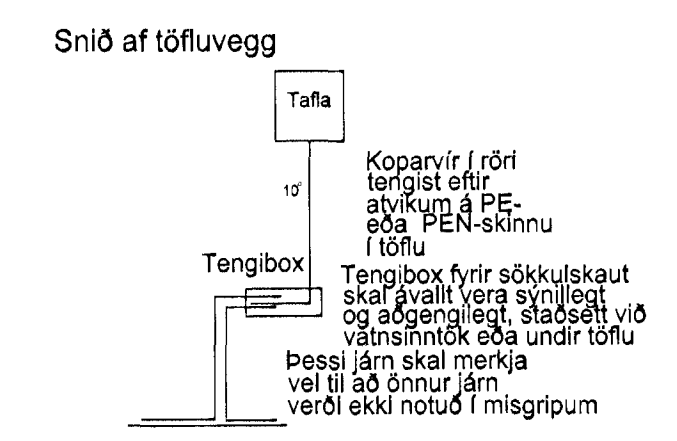 Snið af töfluvegg
Tafla
Koparvír í röri
tengist eftir
atvikum á PE-
eða PEN-skinnu
í töflu
10°
Tengibox
Tengibox fyrir sökkulskaut
skal ávallt vera sýnilegt
og aðgengilegt, staðsett við
vatnsinntök eða undir töflu
Þessi járn skal merkja
vel til að önnur járn
verði ekki notuð í misgripum